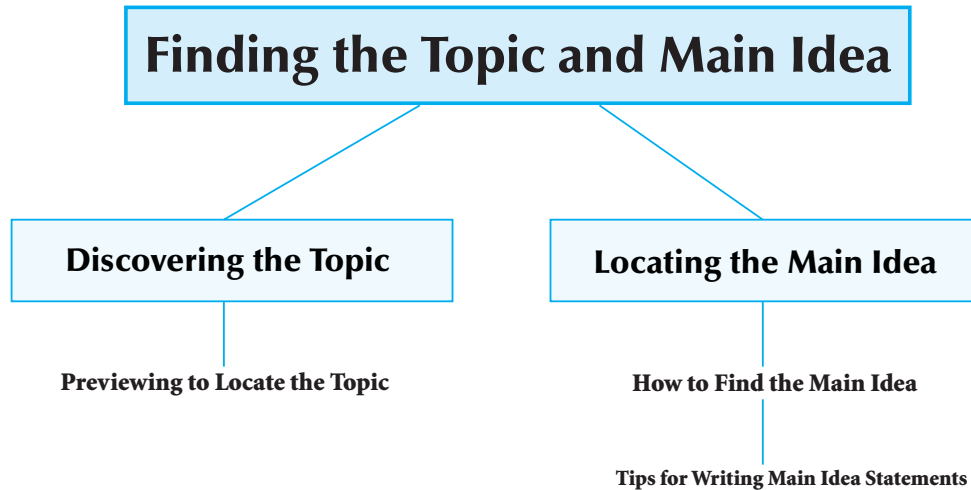 Finding the Topic and Main Idea
Discovering the Topic
Locating the Main Idea
Previewing to Locate the Topic
How to Find the Main Idea
Tips for Writing Main Idea Statements